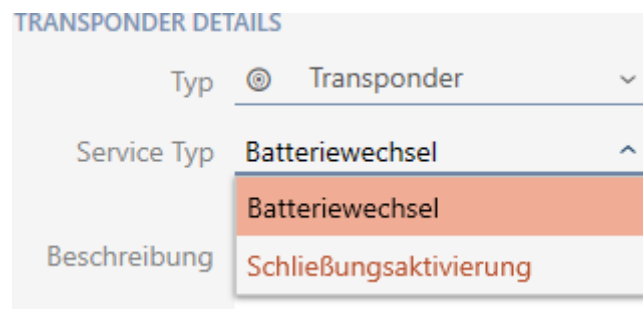 TRANSPONDER DETAILS
Typ Transponder
Service Typ Batteriewechsel
Batteriewechsel
Beschreibung Schließungsaktivierung